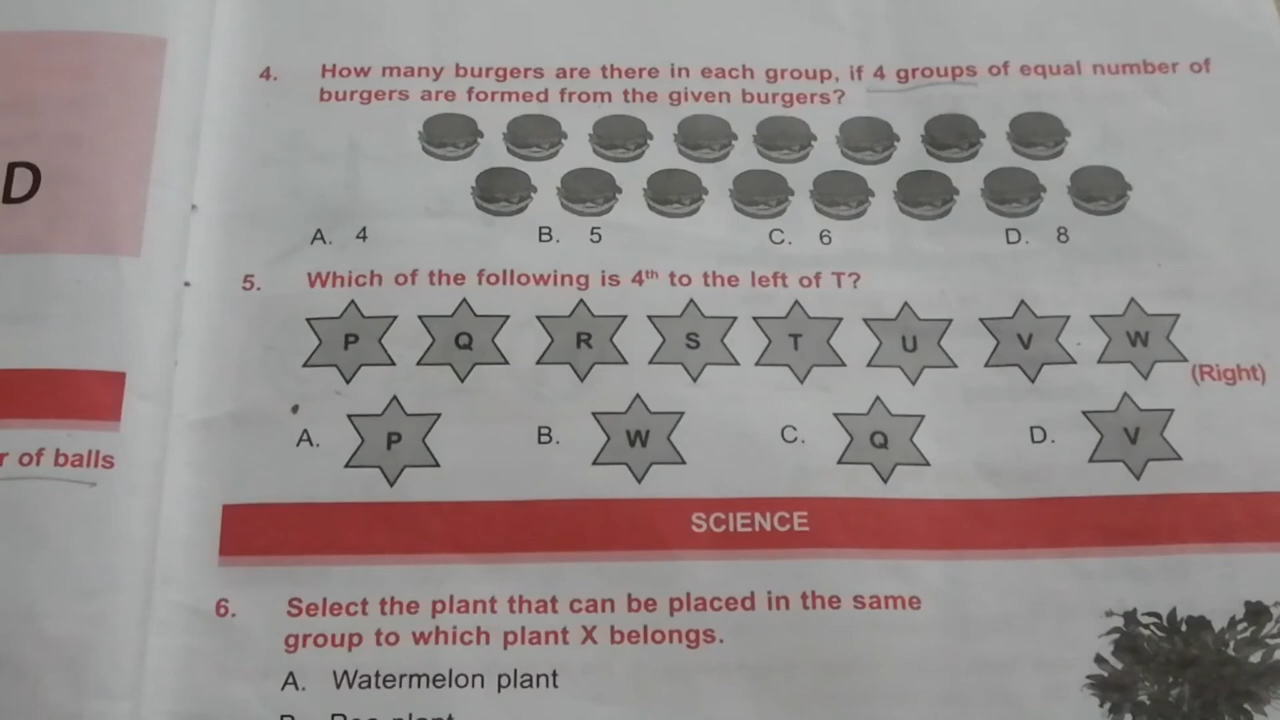 D
r of balls
4. How many burgers are there in each group, if 4 groups of equal number of
burgers are formed from the given burgers?
A. 4 B. 5 C. 6 D. 8
5. Which of the following is 4th to the left of T?
P Q R S T U V W
(Right)
A. P B. W C. Q D. V
SCIENCE
6. Select the plant that can be placed in the same
group to which plant X belongs.
A. Watermelon plant
plant